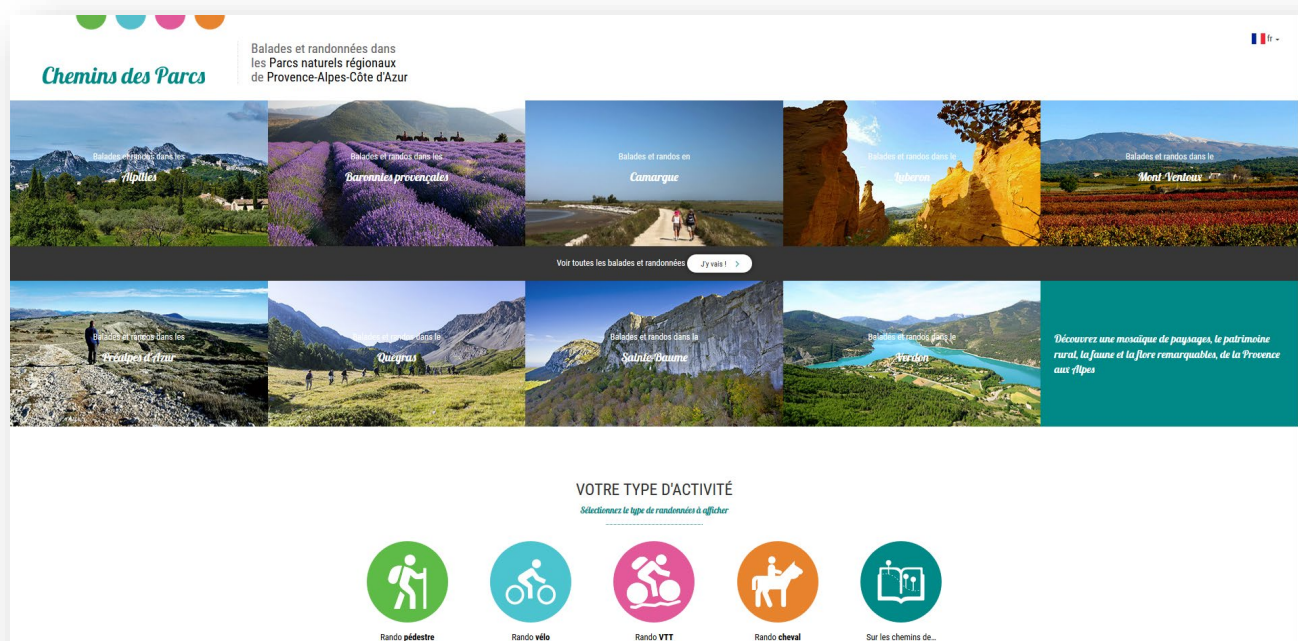 Chemins des Parcs
Balades et randonnées dans
les Parcs naturels régionaux
de Provence-Alpes-Côte d'Azur
fr
Balades et randos dans les
Alpilles
Balades et randos dans les
Baronnies provençales
Balades et randos en
Camargue
Balades et randos dans le
Luberon
Balades et randos dans le
Mont-Ventoux
Voir toutes les balades et randonnées J'y vais !
Balades et randos dans les
Préalpes d'Azur
Balades et randos dans le
Queyras
Balades et randos dans la
Sainte-Baume
Balades et randos dans le
Verdon
Découvrez une mosaïque de paysages, le patrimoine
rural, la faune et la flore remarquables, de la Provence
aux Alpes
VOTRE TYPE D'ACTIVITÉ
Sélectionnez le type de randonnées à afficher
Rando pédestre
Rando vélo
Rando VTT
Rando cheval
Sur les chemins de...